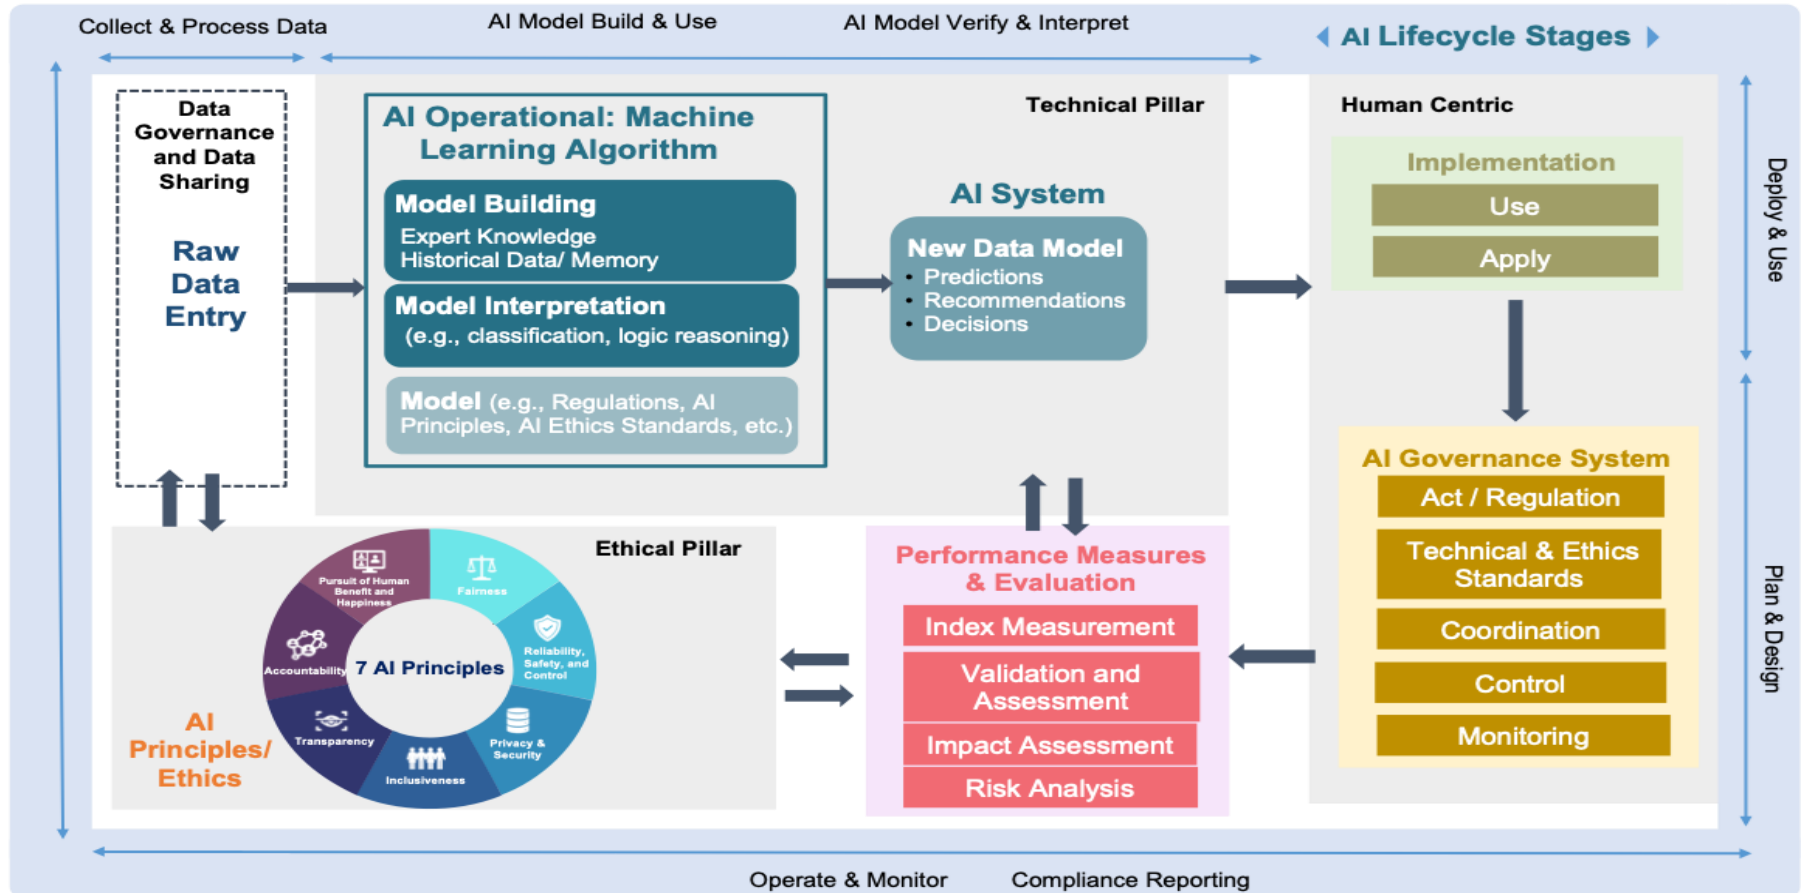 Collect & Process Data
AI Model Build & Use
AI Model Verify & Interpret
AI Lifecycle Stages
Data
Governance
and Data
Sharing
Raw
Data
Entry
AI Operational: Machine
Learning Algorithm
Model Building
Expert Knowledge
Historical Data/ Memory
Model Interpretation
(e.g., classification, logic reasoning)
Model (e.g., Regulations, AI
Principles, AI Ethics Standards, etc.)
Technical Pillar
AI System
New Data Model
• Predictions
• Recommendations
• Decisions
Human Centric
Implementation
Use
Apply
Deploy & Use
AI Governance System
Act / Regulation
Technical & Ethics
Standards
Coordination
Control
Monitoring
Plan & Design
Ethical Pillar
AI
Principles/
Ethics
7 AI Principles
Pursuit of Human
Benefit and
Happiness
Fairness
Reliability,
Safety, and
Control
Privacy &
Security
Inclusiveness
Transparency
Accountability
Performance Measures
& Evaluation
Index Measurement
Validation and
Assessment
Impact Assessment
Risk Analysis
Operate & Monitor
Compliance Reporting